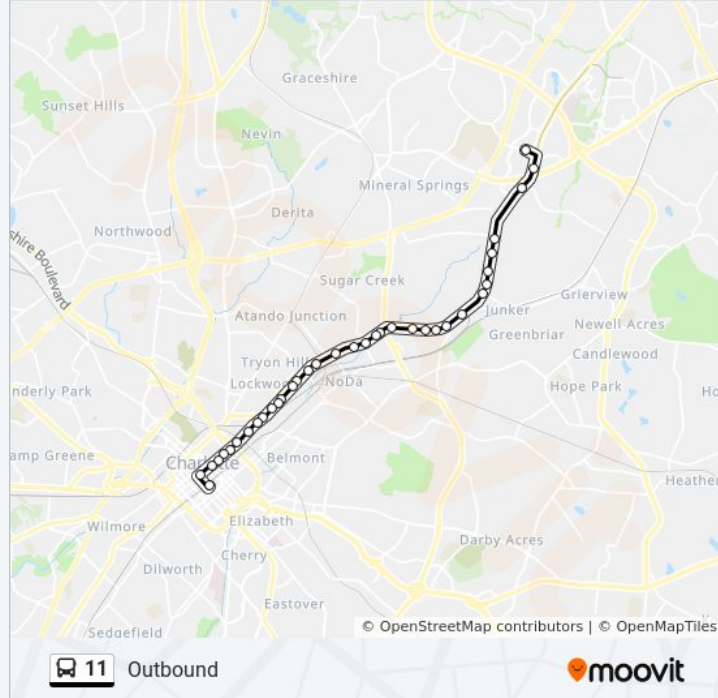 Graceshire
Sunset Hills
Nevin
Mineral Springs
Derita
Northwood
shire Boulevard
Sugar Creek
Grierview
Junker
Newell Acres
Atando Junction
Greenbriar
Candlewood
Tryon Hills
Lockwood
NoDa
nderly Park
Hope Park
Ho
amp Greene
Charlotte
Belmont
Heather
Wilmore
Elizabeth
Darby Acres
Cherry
Dilworth
Eastover
Sedgefield
© OpenStreetMap contributors | © OpenMapTiles
11 Outbound
moovit